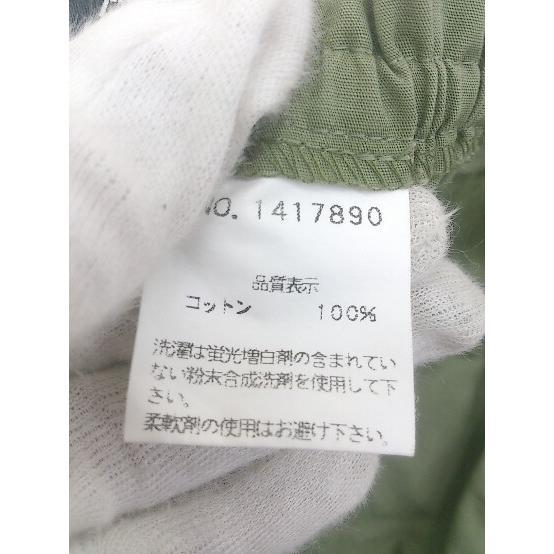 NO. 1417890
品質表示
コットン 100%
洗濯は蛍光増白剤の含まれてい
ない粉末合成洗剤を使用して下
さい。
柔軟剤の使用はお避け下さい。